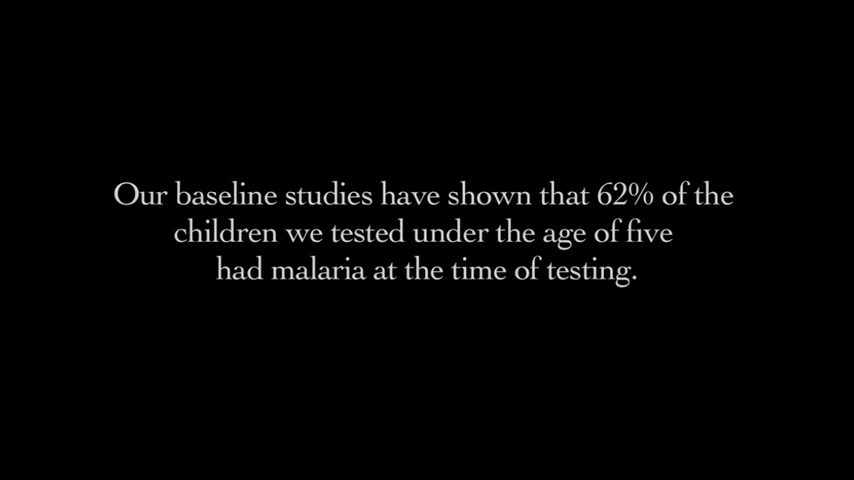 Our baseline studies have shown that 62% of the
children we tested under the age of five
had malaria at the time of testing.